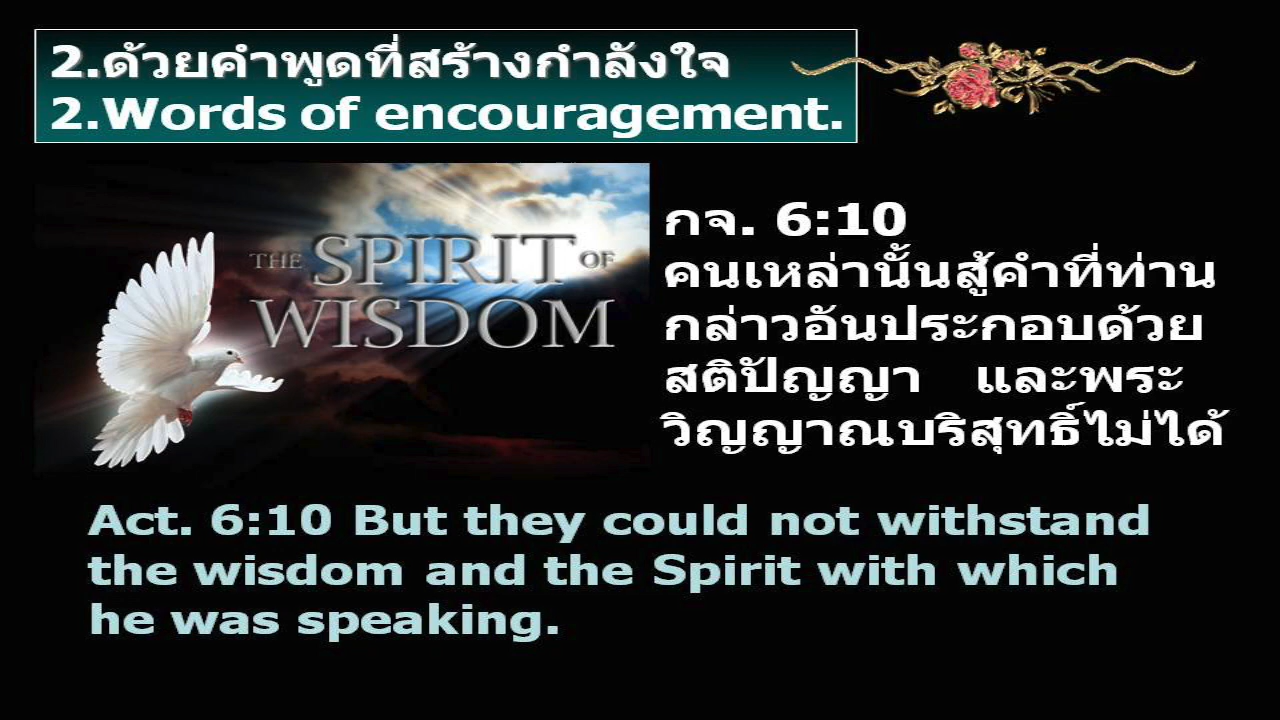 2.ด้วยคำพูดที่สร้างกำลังใจ
2.Words of encouragement.
THE SPIRIT OF
WISDOM
กจ. 6:10
คนเหล่านั้นสู้คำที่ท่าน
กล่าวอันประกอบด้วย
สติปัญญา และพระ
วิญญาณบริสุทธิ์ไม่ได้
Act. 6:10 But they could not withstand
the wisdom and the Spirit with which
he was speaking.